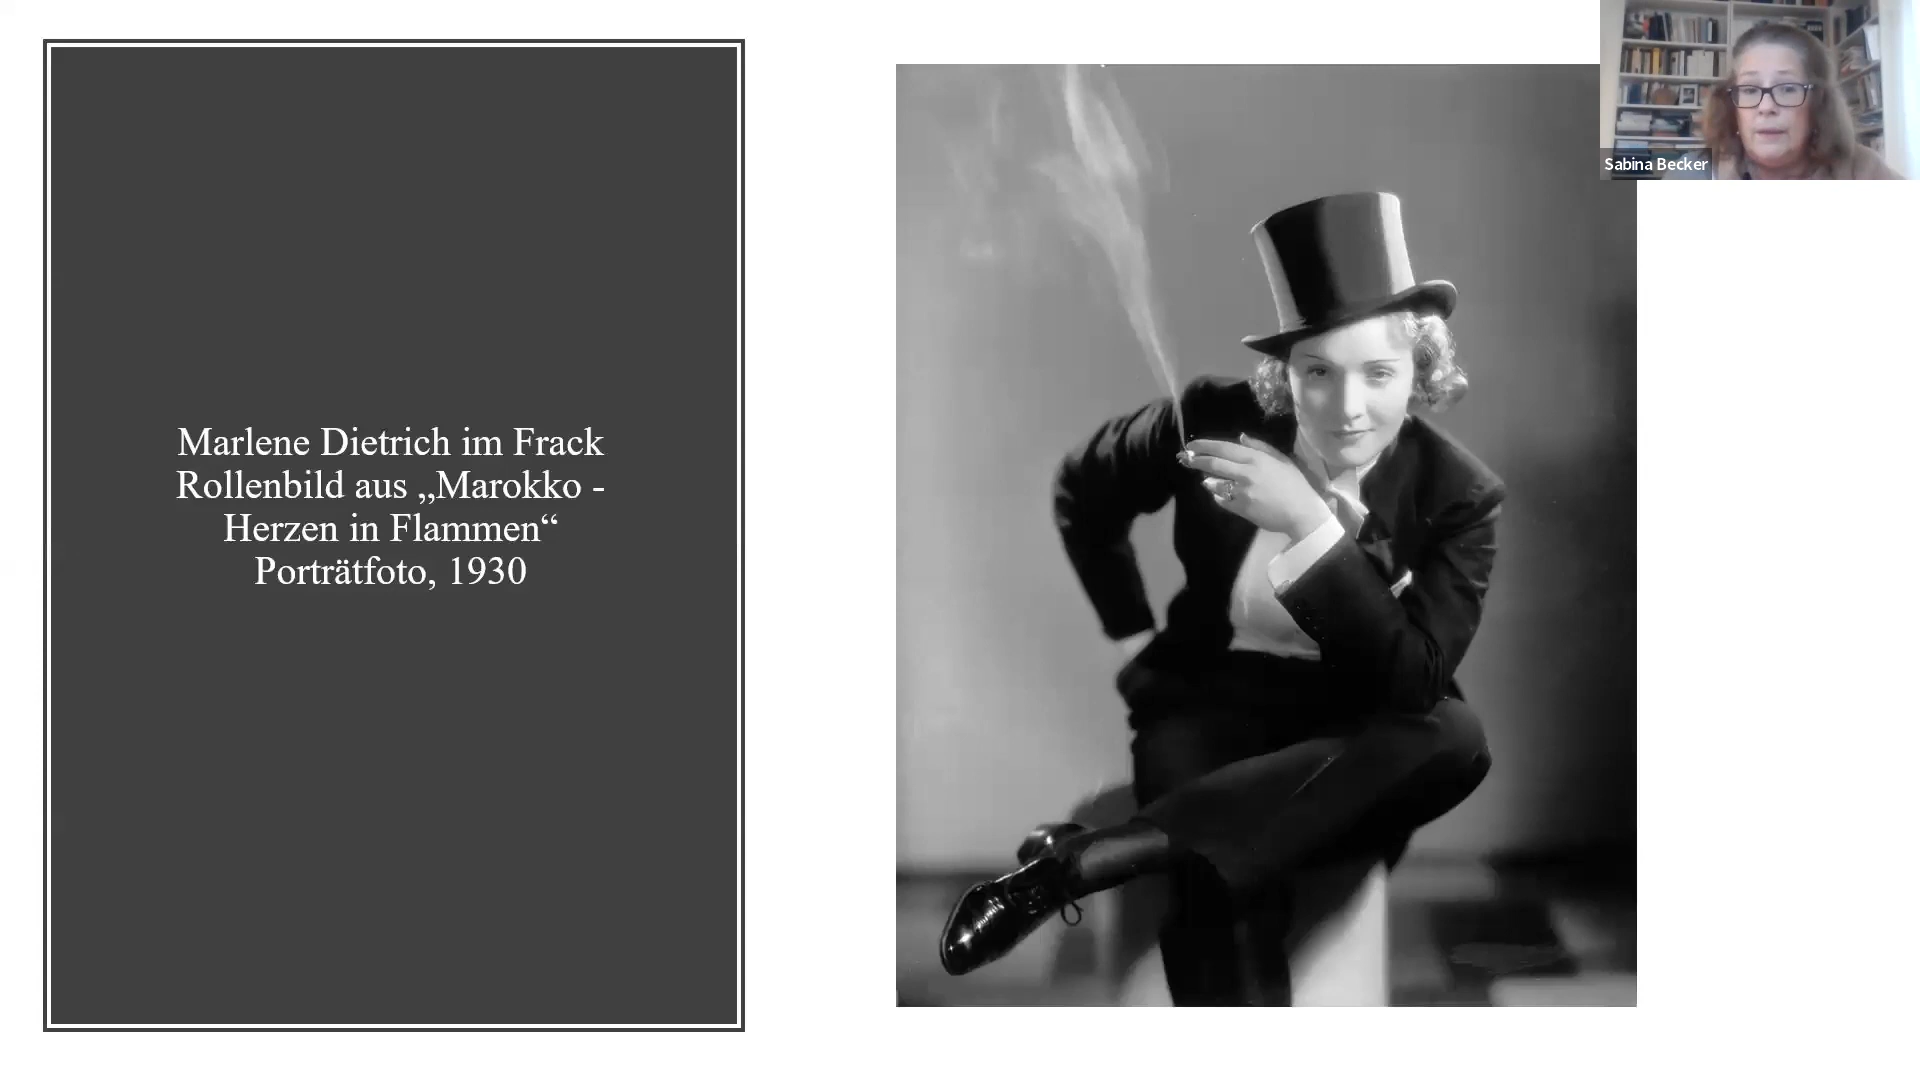 Marlene Dietrich im Frack
Rollenbild aus „Marokko -
Herzen in Flammen“
Porträtfoto, 1930
Sabina Becker